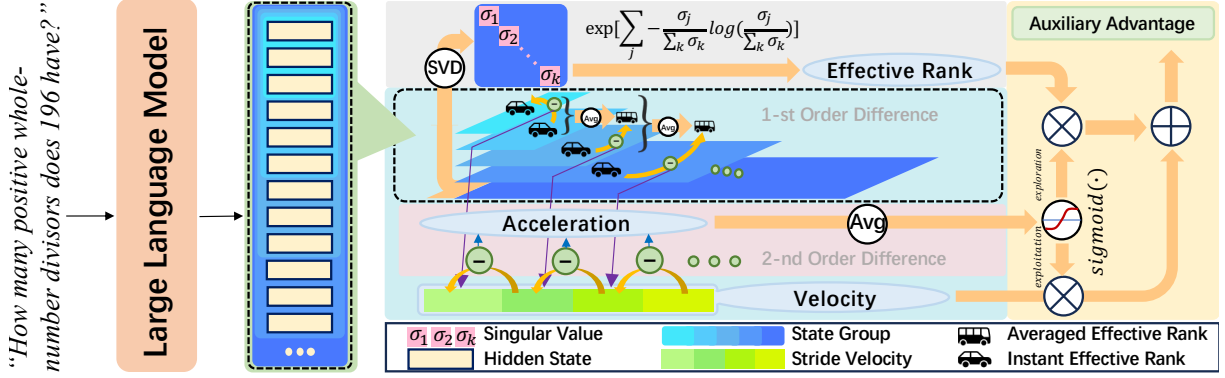 “How many positive whole-
number divisors does 196 have?”
Large Language Model
SVD
σ1
σ2
σk
exp[∑j − σj/∑k σk log(σj/∑k σk)]
Effective Rank
Auxiliary Advantage
1-st Order Difference
Avg
Avg
Acceleration
Avg
2-nd Order Difference
Velocity
exploration
exploitation
sigmoid(·)
σ1 σ2 σk Singular Value
Hidden State
State Group
Stride Velocity
Averaged Effective Rank
Instant Effective Rank